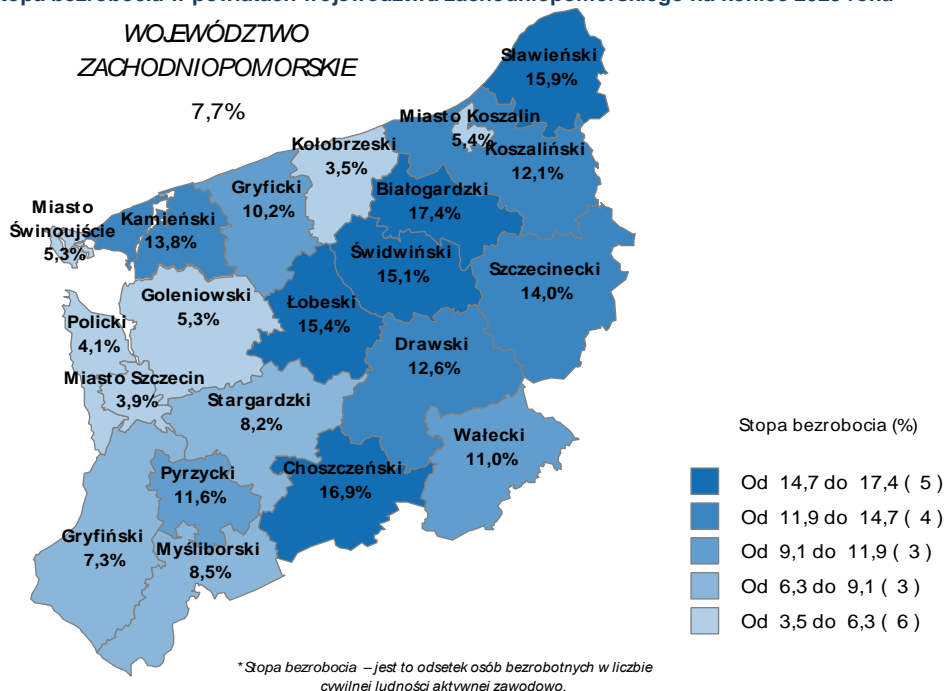 WOJEWÓDZTWO
ZACHODNIOPOMORSKIE
7,7%
Sławieński
15,9%
Miasto Koszalin
5,4%
Koszaliński
12,1%
Kołobrzeski
3,5%
Białogardzki
17,4%
Gryficki
10,2%
Kamieński
13,8%
Miasto
Świnoujście
5,3%
Świdwiński
15,1%
Szczecinecki
14,0%
Goleniowski
5,3%
Łobeski
15,4%
Policki
4,1%
Drawski
12,6%
Miasto Szczecin
3,9%
Stargardzki
8,2%
Wałecki
11,0%
Choszczeński
16,9%
Pyrzycki
11,6%
Gryfiński
7,3%
Myśliborski
8,5%
Stopa bezrobocia (%)
Od 14,7 do 17,4 ( 5 )
Od 11,9 do 14,7 ( 4 )
Od 9,1 do 11,9 ( 3 )
Od 6,3 do 9,1 ( 3 )
Od 3,5 do 6,3 ( 6 )
*Stopa bezrobocia – jest to odsetek osób bezrobotnych w liczbie
cywilnej ludności aktywnej zawodowo.